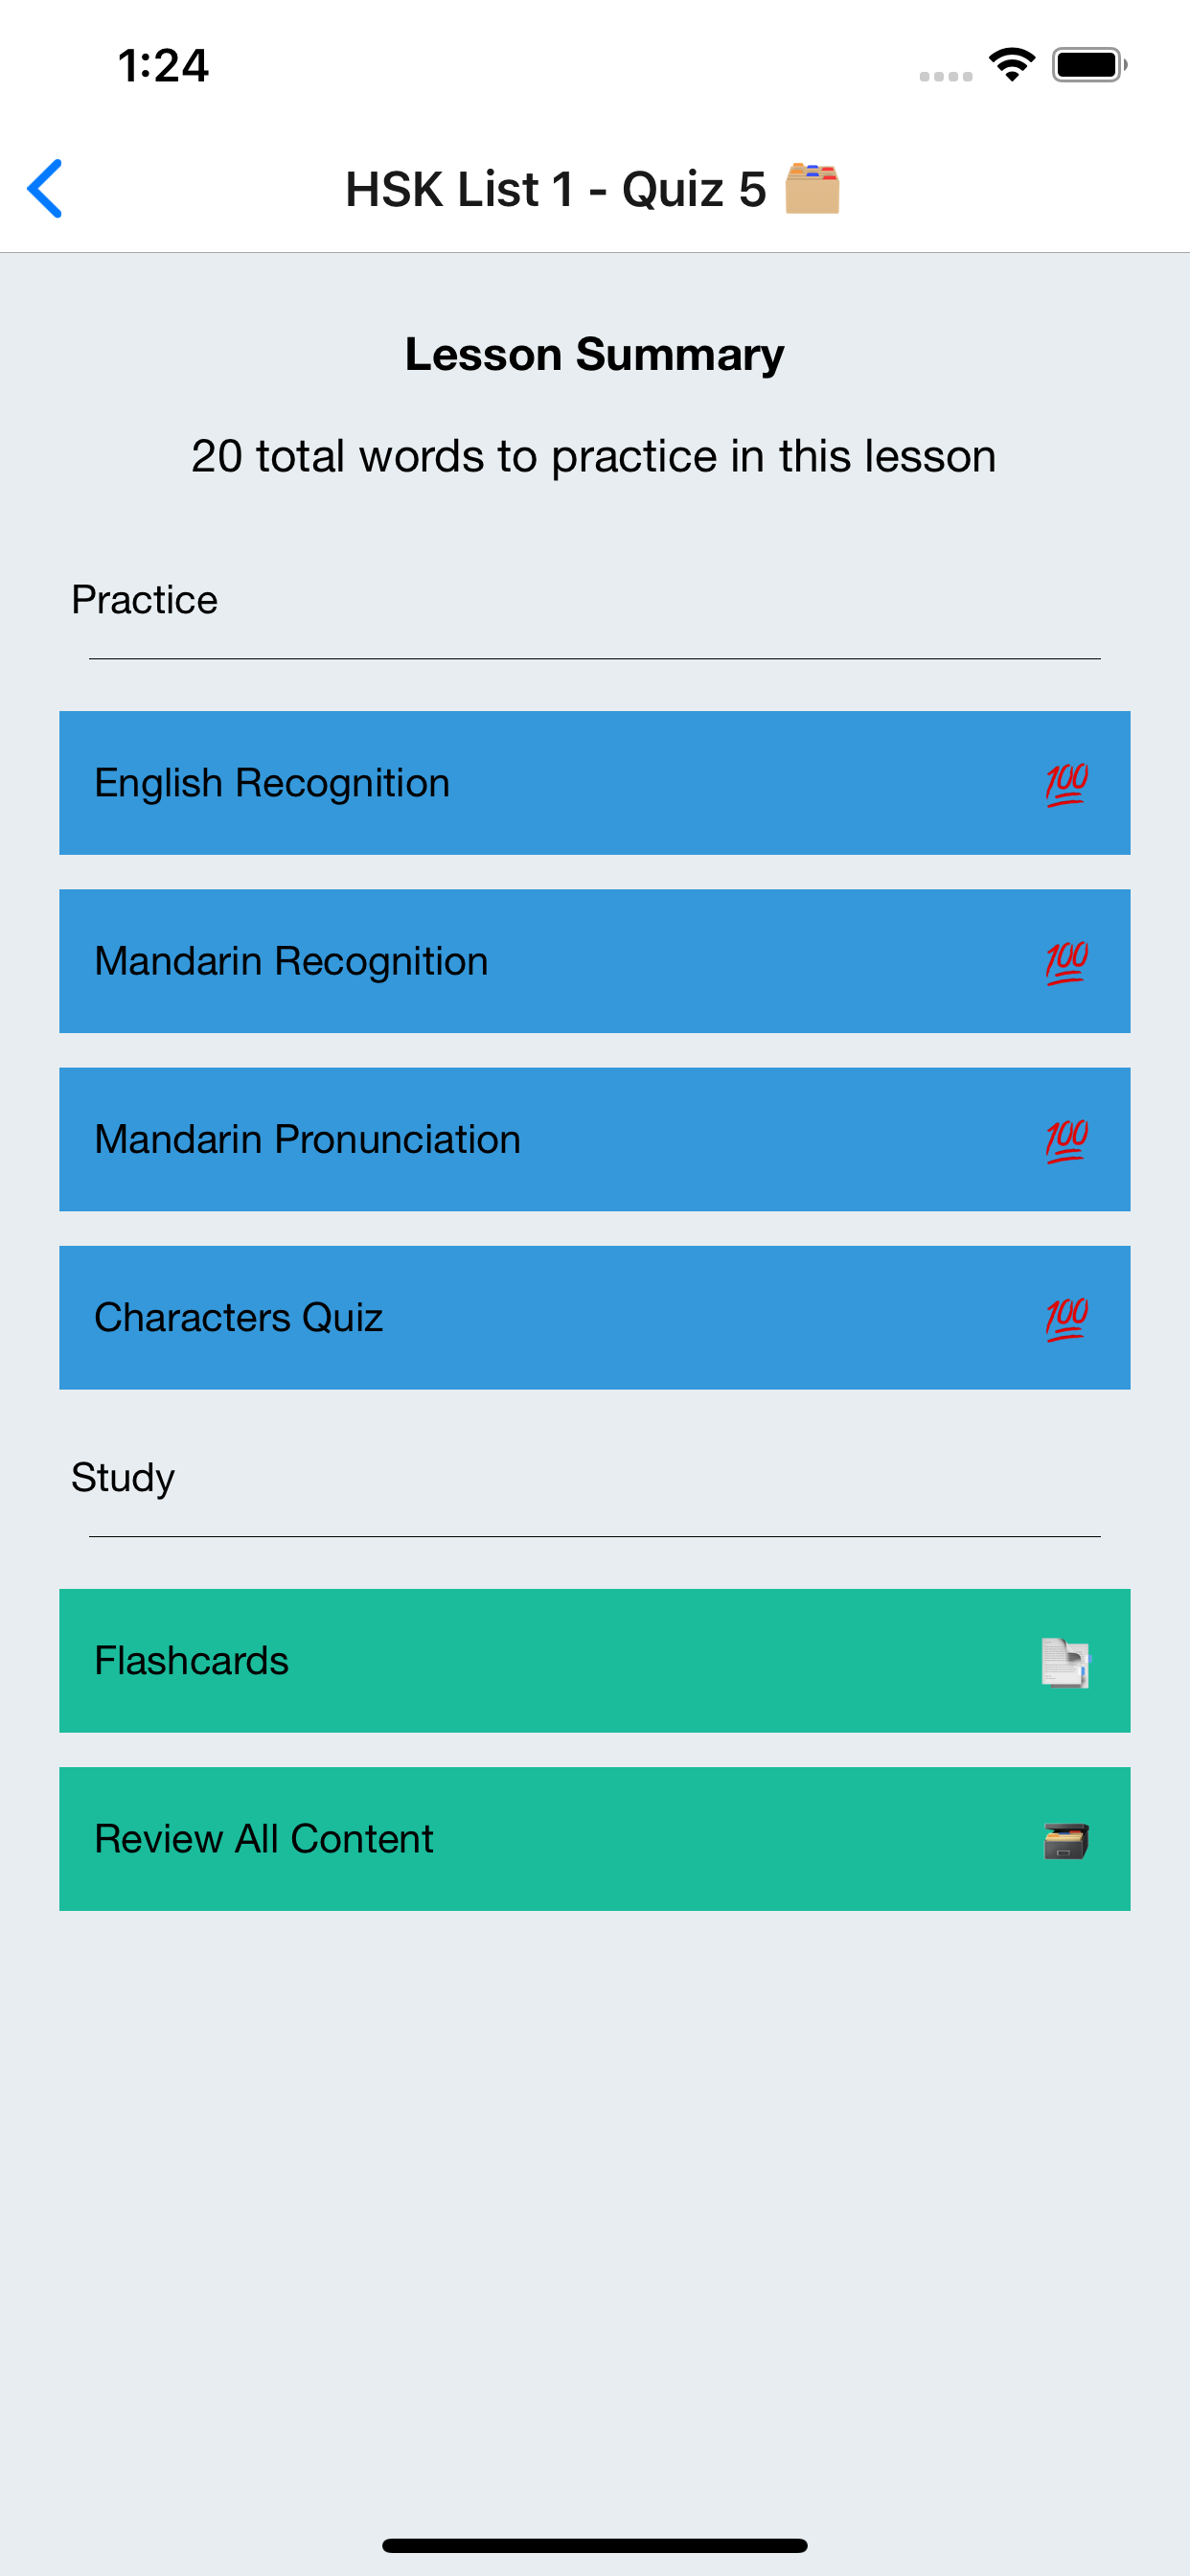 1:24
HSK List 1 - Quiz 5 🗂️
Lesson Summary
20 total words to practice in this lesson
Practice
English Recognition 💯
Mandarin Recognition 💯
Mandarin Pronunciation 💯
Characters Quiz 💯
Study
Flashcards
Review All Content